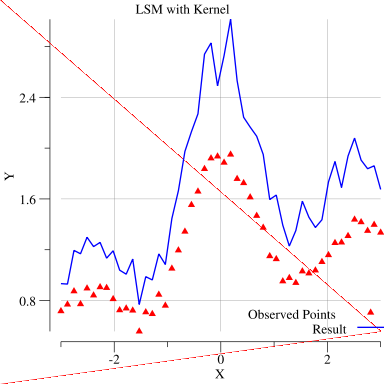 LSM with Kernel
2.4
Y
1.6
0.8
Observed Points
Result
-2
0
2
X